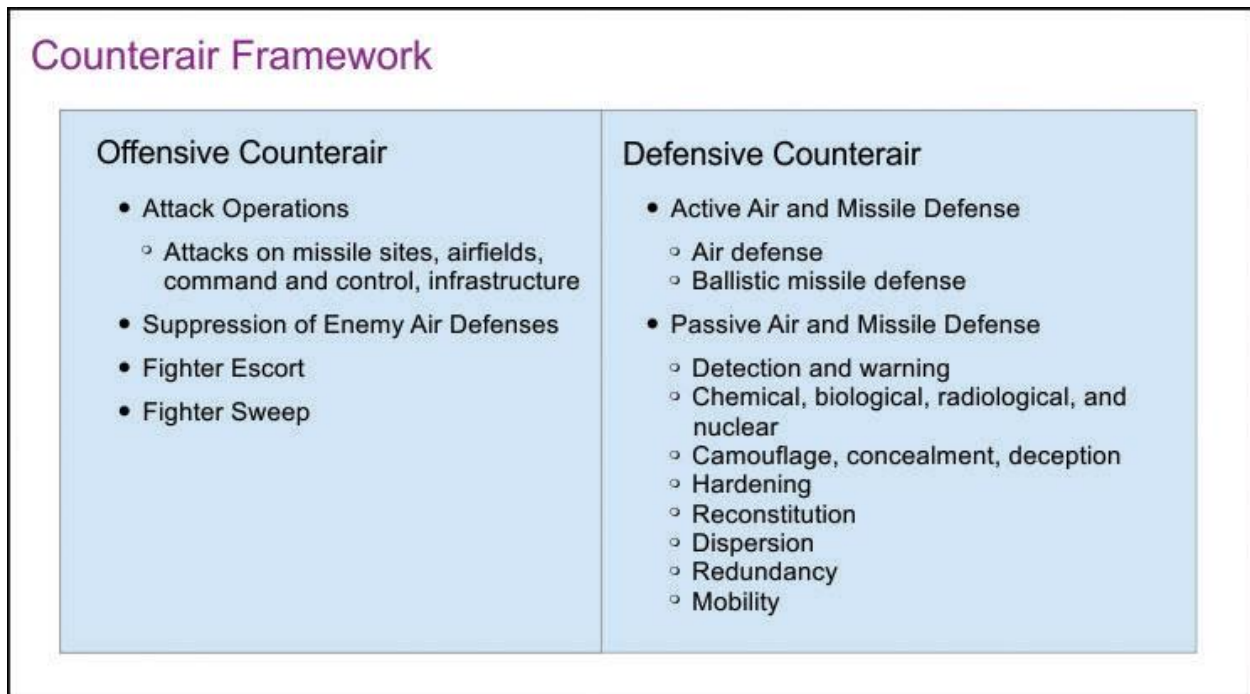 Counterair Framework
Offensive Counterair
• Attack Operations
◦ Attacks on missile sites, airfields,
command and control, infrastructure
• Suppression of Enemy Air Defenses
• Fighter Escort
• Fighter Sweep
Defensive Counterair
• Active Air and Missile Defense
◦ Air defense
◦ Ballistic missile defense
• Passive Air and Missile Defense
◦ Detection and warning
◦ Chemical, biological, radiological, and
nuclear
◦ Camouflage, concealment, deception
◦ Hardening
◦ Reconstitution
◦ Dispersion
◦ Redundancy
◦ Mobility